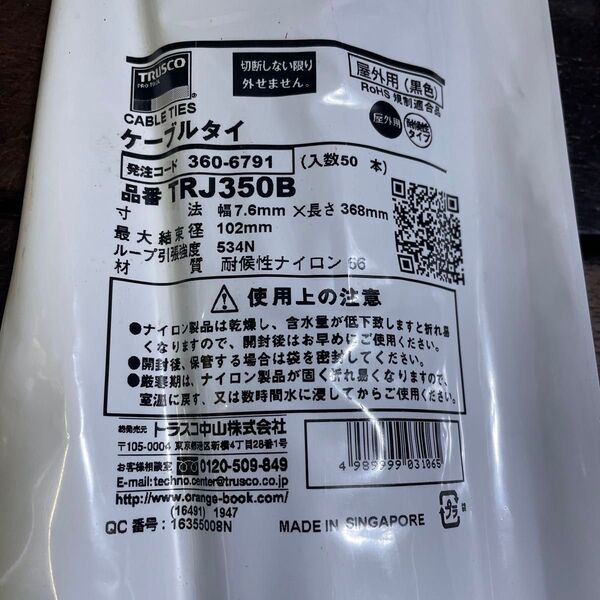 TRUSCO
PRO TOOL
®
CABLE TIES
ケーブルタイ
切断しない限り
外せません。
屋外用(黒色)
RoHS 規制適合品
屋外用
耐候性
タイプ
発注コード 360-6791 (入数50 本)
品番 TRJ350B
寸法 幅7.6mm×長さ368mm
最大結束径 102mm
ループ引張強度 534N
材質 耐候性ナイロン 66
使用上の注意
●ナイロン製品は乾燥し、含水量が低下致しますと折れ易
くなりますので、開封後はお早めにご使用ください。
●開封後、保管する場合は袋を密封してください。
●厳寒期は、ナイロン製品が固く折れ易くなりますので、
室温に戻す、又は数時間水に浸してからご使用ください。
総発売元 トラスコ中山株式会社
〒105-0004 東京都港区新橋4丁目28番1号
お客様相談室 0120-509-849
E-mail:techno.center@trusco.co.jp
http://www.orange-book.com/
(16491) 1947
QC 番号:16355008N
4 989999 031065
MADE IN SINGAPORE
プラ
袋